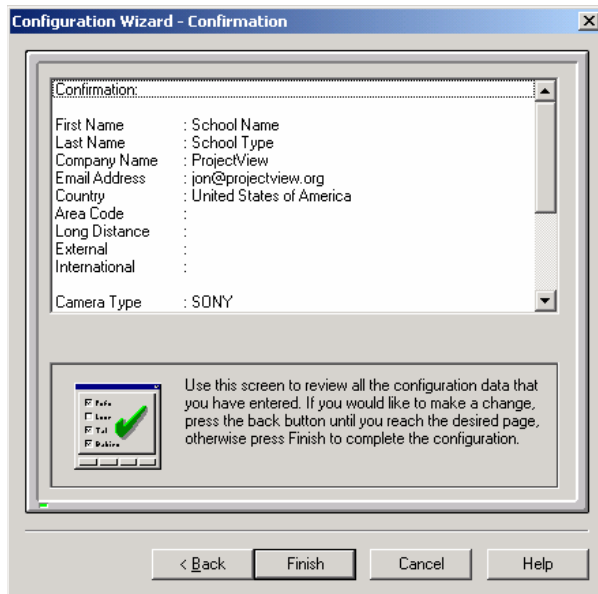 Configuration Wizard - Confirmation
Confirmation:
First Name : School Name
Last Name : School Type
Company Name : ProjectView
Email Address : jon@projectview.org
Country : United States of America
Area Code :
Long Distance :
External :
International :
Camera Type : SONY
Use this screen to review all the configuration data that
you have entered. If you would like to make a change,
press the back button until you reach the desired page,
otherwise press Finish to complete the configuration.
< Back
Finish
Cancel
Help